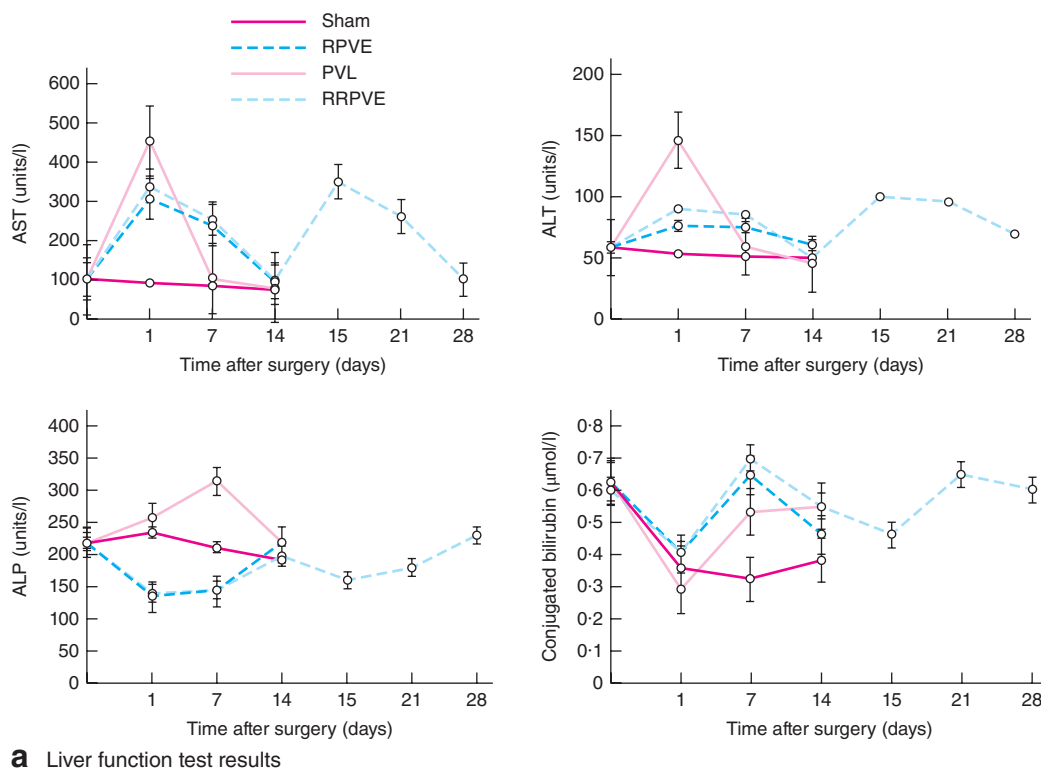 Sham
RPVE
PVL
RRPVE
AST (units/l)
600
500
400
300
200
100
0
1 7 14 15 21 28
Time after surgery (days)
ALT (units/l)
200
150
100
50
0
1 7 14 15 21 28
Time after surgery (days)
ALP (units/l)
400
350
300
250
200
150
100
50
0
1 7 14 15 21 28
Time after surgery (days)
Conjugated bilirubin (µmol/l)
0·8
0·7
0·6
0·5
0·4
0·3
0·2
0·1
0
1 7 14 15 21 28
Time after surgery (days)
a Liver function test results